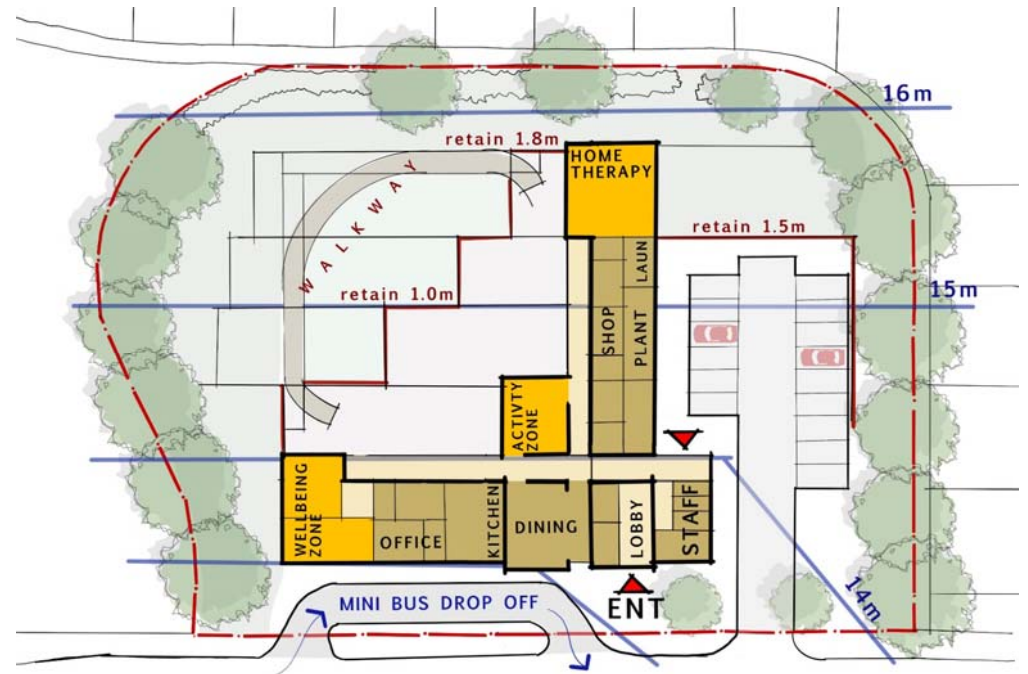 16m
retain 1.8m
HOME
THERAPY
WALKWAY
retain 1.5m
LAUN
retain 1.0m
15m
SHOP
PLANT
ACTIVTY
ZONE
WELLBEING
ZONE
OFFICE
KITCHEN
DINING
LOBBY
STAFF
MINI BUS DROP OFF
ENT
14m